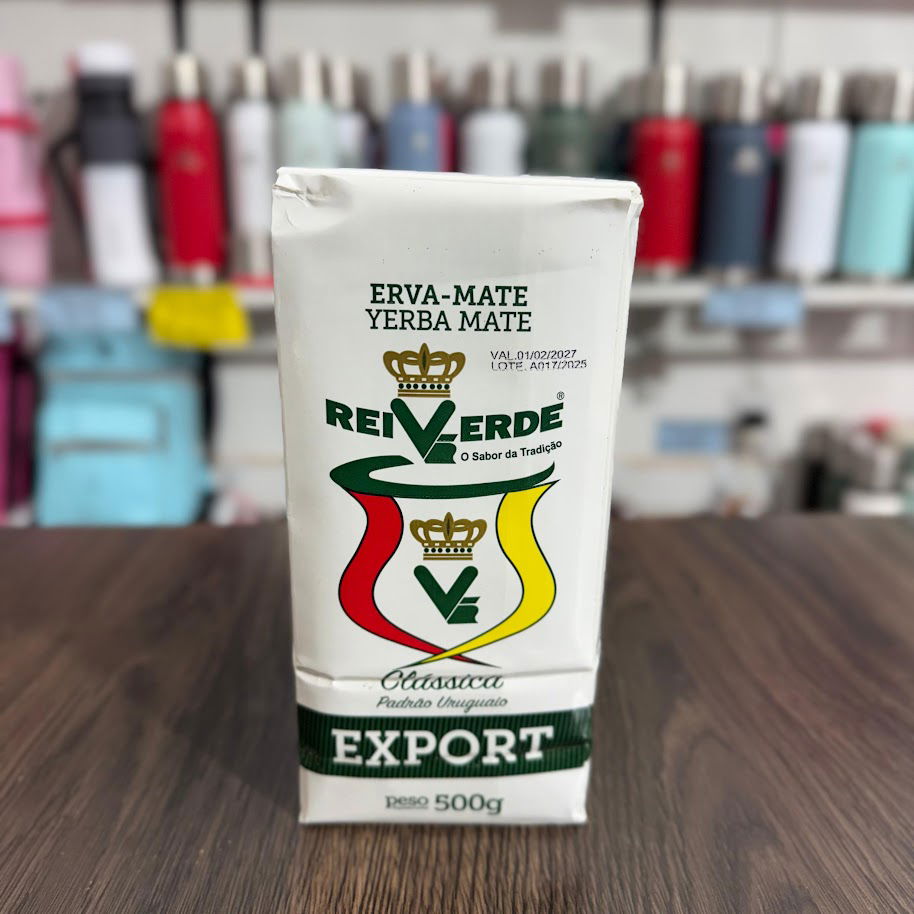 ERVA-MATE
YERBA MATE
VAL.01/02/2027
LOTE. A017/2025
REIVERDE®
O Sabor da Tradição
Clássica
Padrão Uruguaio
EXPORT
peso 500g